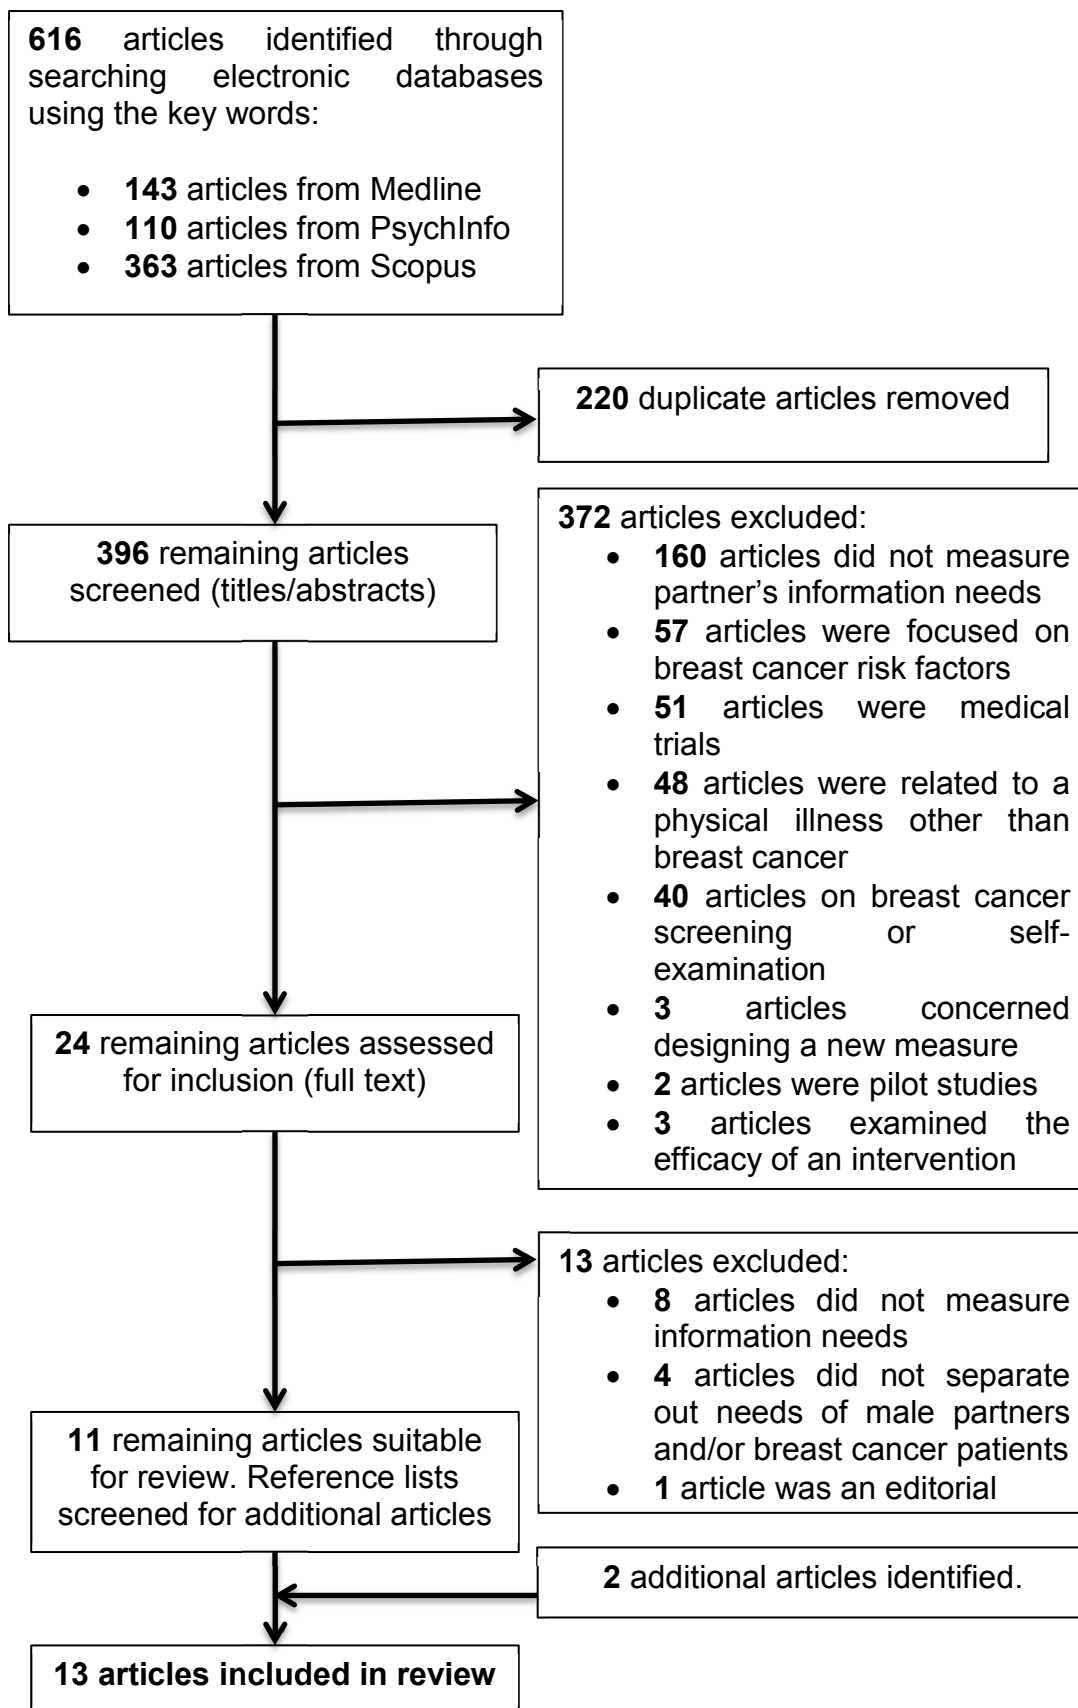 616 articles identified through
searching electronic databases
using the key words:
• 143 articles from Medline
• 110 articles from PsychInfo
• 363 articles from Scopus
220 duplicate articles removed
396 remaining articles
screened (titles/abstracts)
372 articles excluded:
• 160 articles did not measure
partner’s information needs
• 57 articles were focused on
breast cancer risk factors
• 51 articles were medical
trials
• 48 articles were related to a
physical illness other than
breast cancer
• 40 articles on breast cancer
screening or self-
examination
• 3 articles concerned
designing a new measure
• 2 articles were pilot studies
• 3 articles examined the
efficacy of an intervention
24 remaining articles assessed
for inclusion (full text)
13 articles excluded:
• 8 articles did not measure
information needs
• 4 articles did not separate
out needs of male partners
and/or breast cancer patients
• 1 article was an editorial
11 remaining articles suitable
for review. Reference lists
screened for additional articles
2 additional articles identified.
13 articles included in review